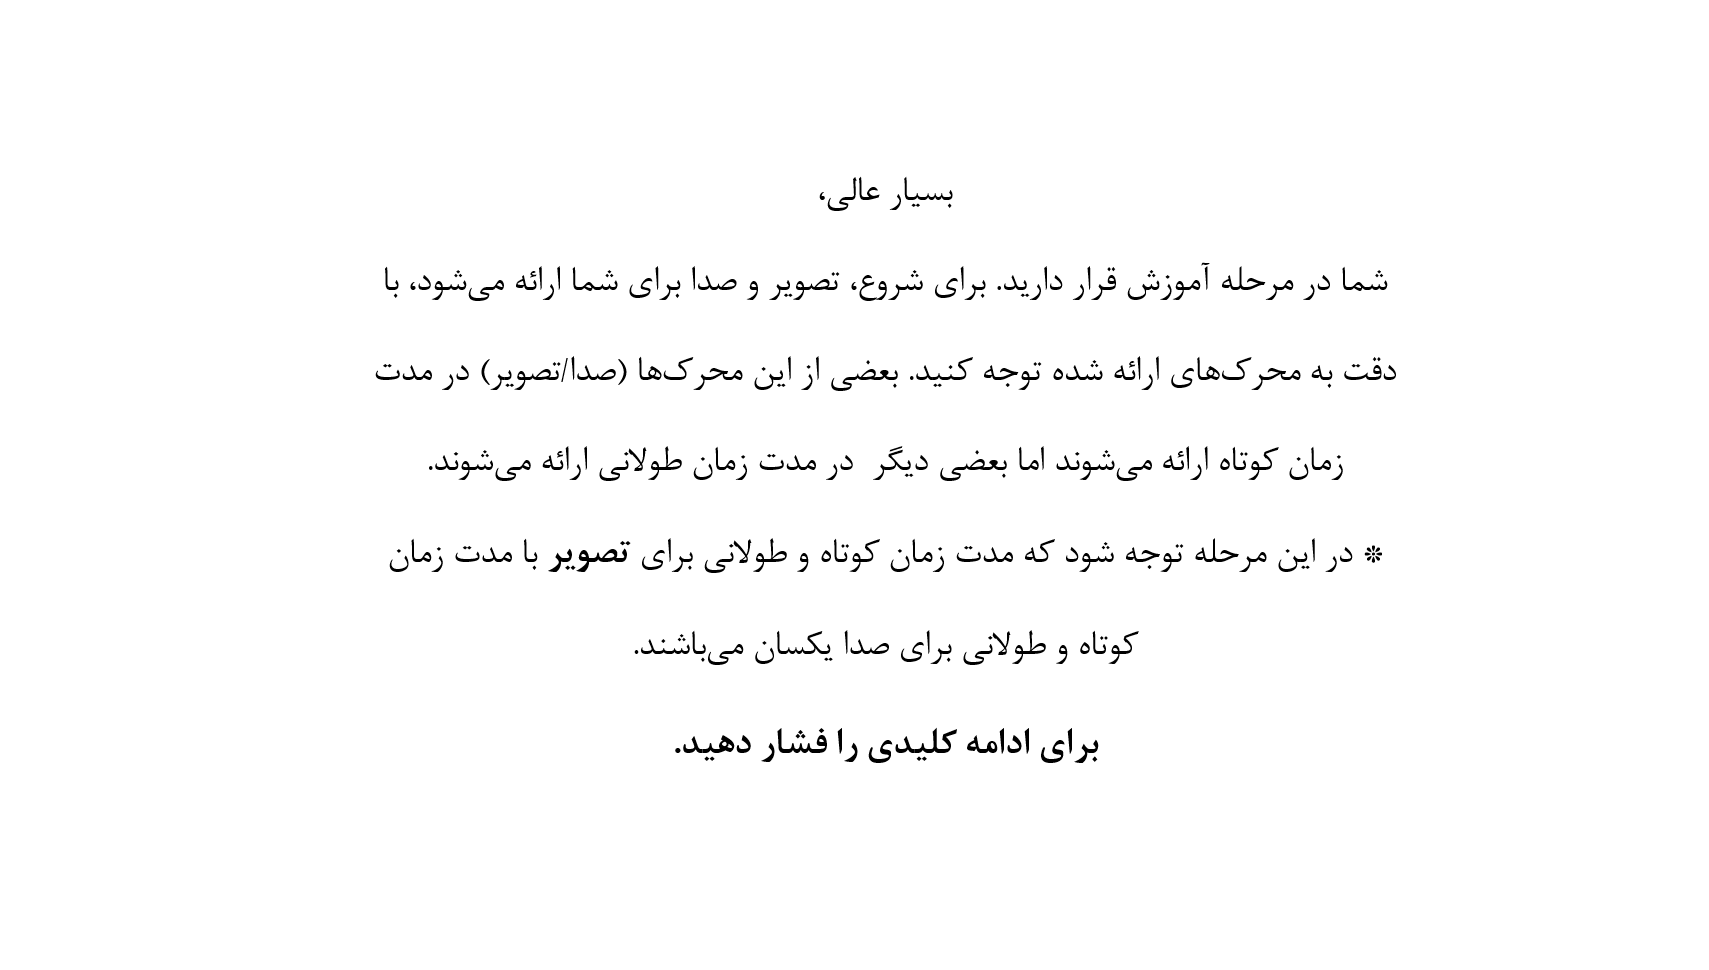 بسیار عالی،
شما در مرحله آموزش قرار دارید. برای شروع، تصویر و صدا برای شما ارائه می‌شود، با
دقت به محرک‌های ارائه شده توجه کنید. بعضی از این محرک‌ها (صدا/تصویر) در مدت
زمان کوتاه ارائه می‌شوند اما بعضی دیگر  در مدت زمان طولانی ارائه می‌شوند.
* در این مرحله توجه شود که مدت زمان کوتاه و طولانی برای تصویر با مدت زمان
کوتاه و طولانی برای صدا یکسان می‌باشند.
برای ادامه کلیدی را فشار دهید.